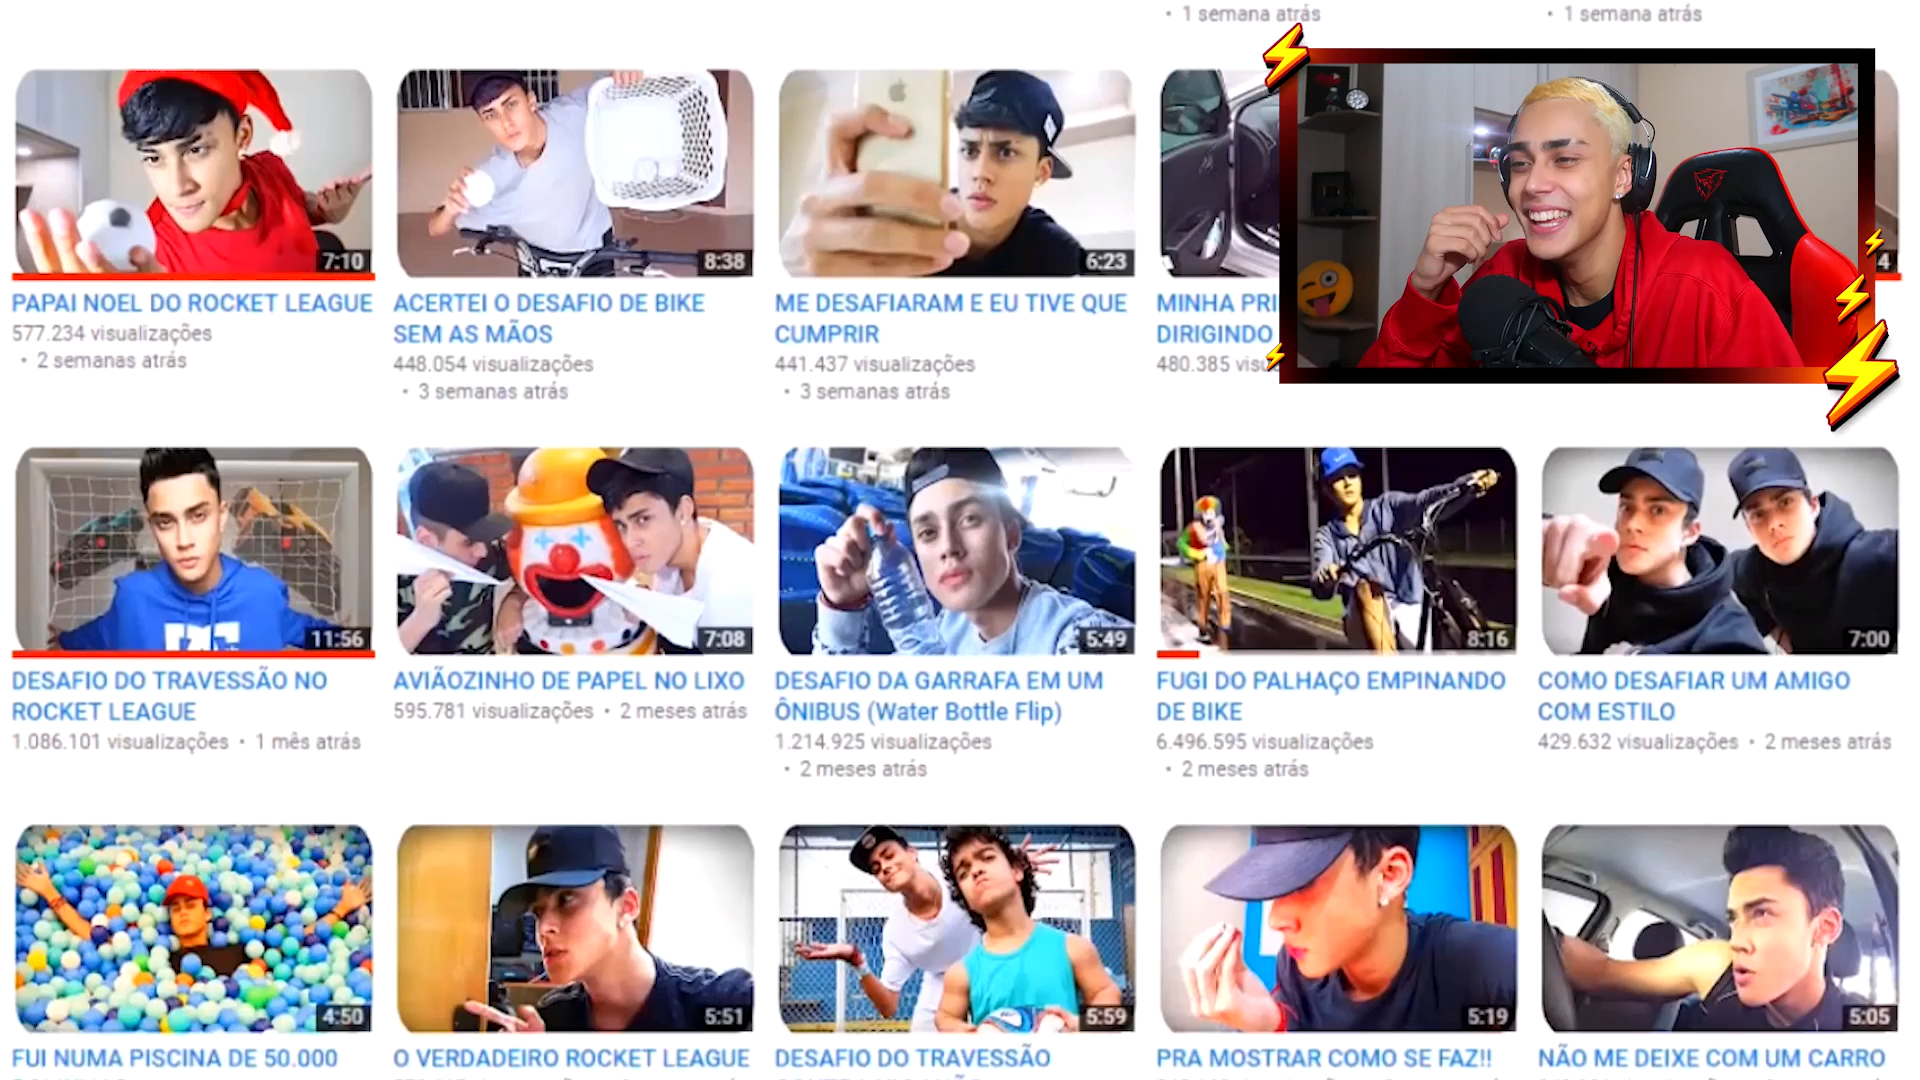 • 1 semana atrás
• 1 semana atrás
7:10
8:38
6:23
4
PAPAI NOEL DO ROCKET LEAGUE
577.234 visualizações
• 2 semanas atrás
ACERTEI O DESAFIO DE BIKE
SEM AS MÃOS
448.054 visualizações
• 3 semanas atrás
ME DESAFIARAM E EU TIVE QUE
CUMPRIR
441.437 visualizações
• 3 semanas atrás
MINHA
DIRIGINDO
480.385
11:56
7:08
5:49
8:16
7:00
DESAFIO DO TRAVESSÃO NO
ROCKET LEAGUE
1.086.101 visualizações • 1 mês atrás
AVIÃOZINHO DE PAPEL NO LIXO
595.781 visualizações • 2 meses atrás
DESAFIO DA GARRAFA EM UM
ÔNIBUS (Water Bottle Flip)
1.214.925 visualizações
• 2 meses atrás
FUGI DO PALHAÇO EMPINANDO
DE BIKE
6.496.595 visualizações
• 2 meses atrás
COMO DESAFIAR UM AMIGO
COM ESTILO
429.632 visualizações • 2 meses atrás
4:50
5:51
5:59
5:19
5:05
FUI NUMA PISCINA DE 50.000
O VERDADEIRO ROCKET LEAGUE
DESAFIO DO TRAVESSÃO
PRA MOSTRAR COMO SE FAZ!!
NÃO ME DEIXE COM UM CARRO